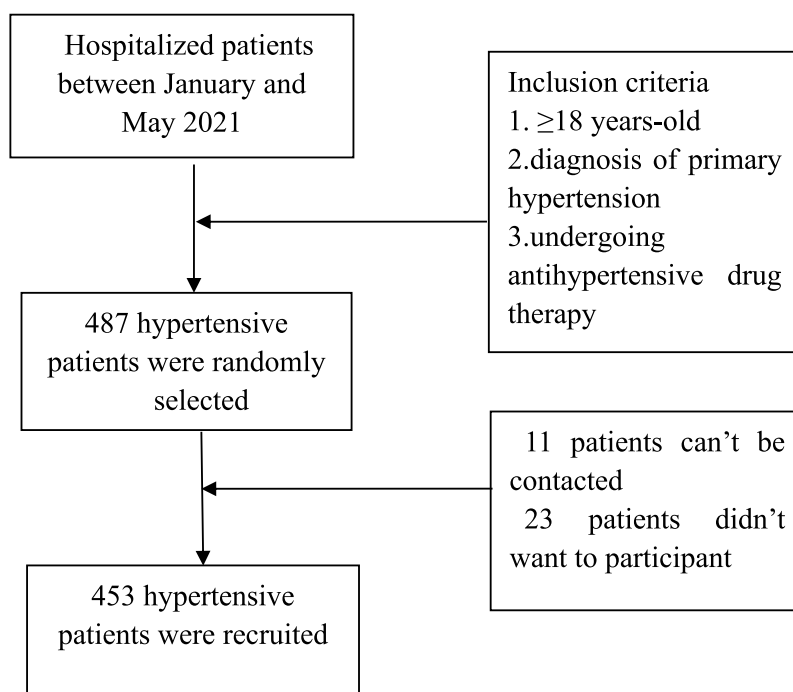 Hospitalized patients
between January and
May 2021
Inclusion criteria
1. ≥18 years-old
2.diagnosis of primary
hypertension
3.undergoing
antihypertensive drug
therapy
487 hypertensive
patients were randomly
selected
11 patients can't be
contacted
23 patients didn't
want to participant
453 hypertensive
patients were recruited